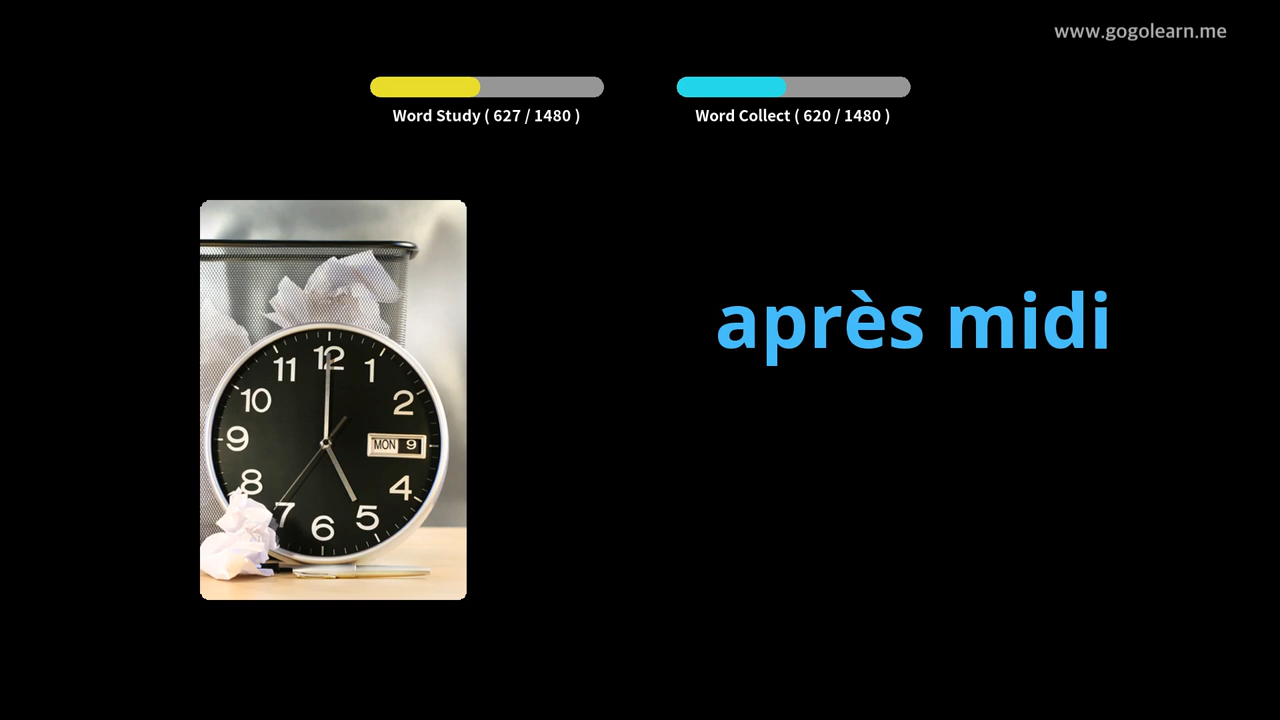 www.gogolearn.me
Word Study ( 627 / 1480 )
Word Collect ( 620 / 1480 )
après midi
12
11
1
10
2
9
MON 9
8
4
7
5
6